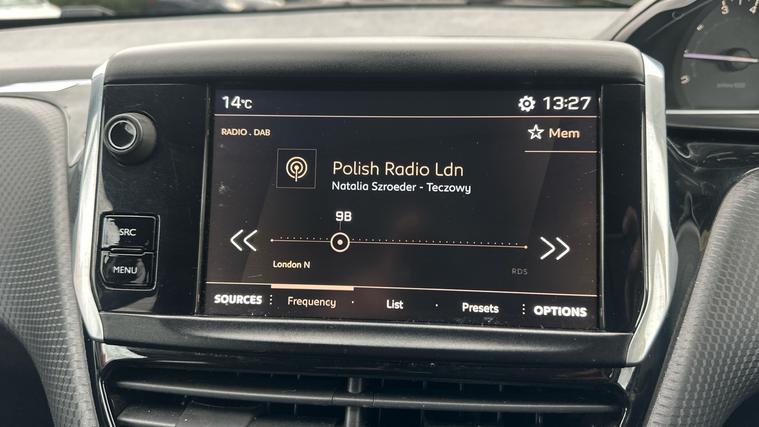 14°C 13:27
RADIO . DAB
Mem
Polish Radio Ldn
Natalia Szroeder - Teczowy
9B
SRC
MENU
London N
RDS
SOURCES Frequency List Presets OPTIONS